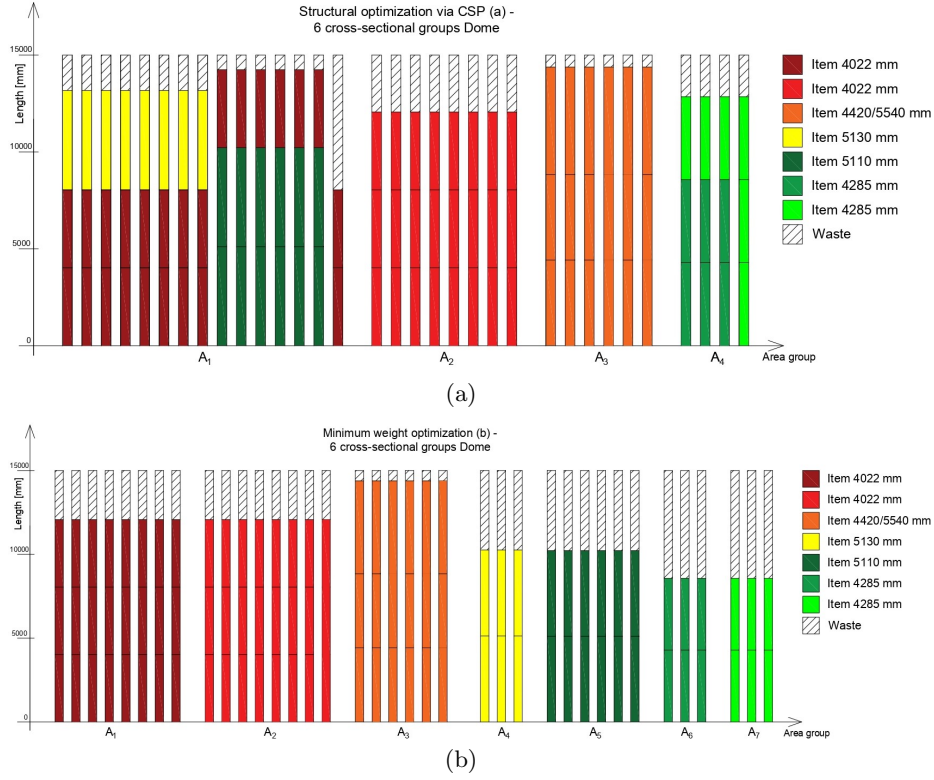 Structural optimization via CSP (a) -
6 cross-sectional groups Dome
Length [mm]
15000
10000
5000
0
A1
A2
A3
A4
Area group
Item 4022 mm
Item 4022 mm
Item 4420/5540 mm
Item 5130 mm
Item 5110 mm
Item 4285 mm
Item 4285 mm
Waste
(a)
Minimum weight optimization (b) -
6 cross-sectional groups Dome
Length [mm]
15000
10000
5000
0
A1
A2
A3
A4
A5
A6
A7
Area group
Item 4022 mm
Item 4022 mm
Item 4420/5540 mm
Item 5130 mm
Item 5110 mm
Item 4285 mm
Item 4285 mm
Waste
(b)